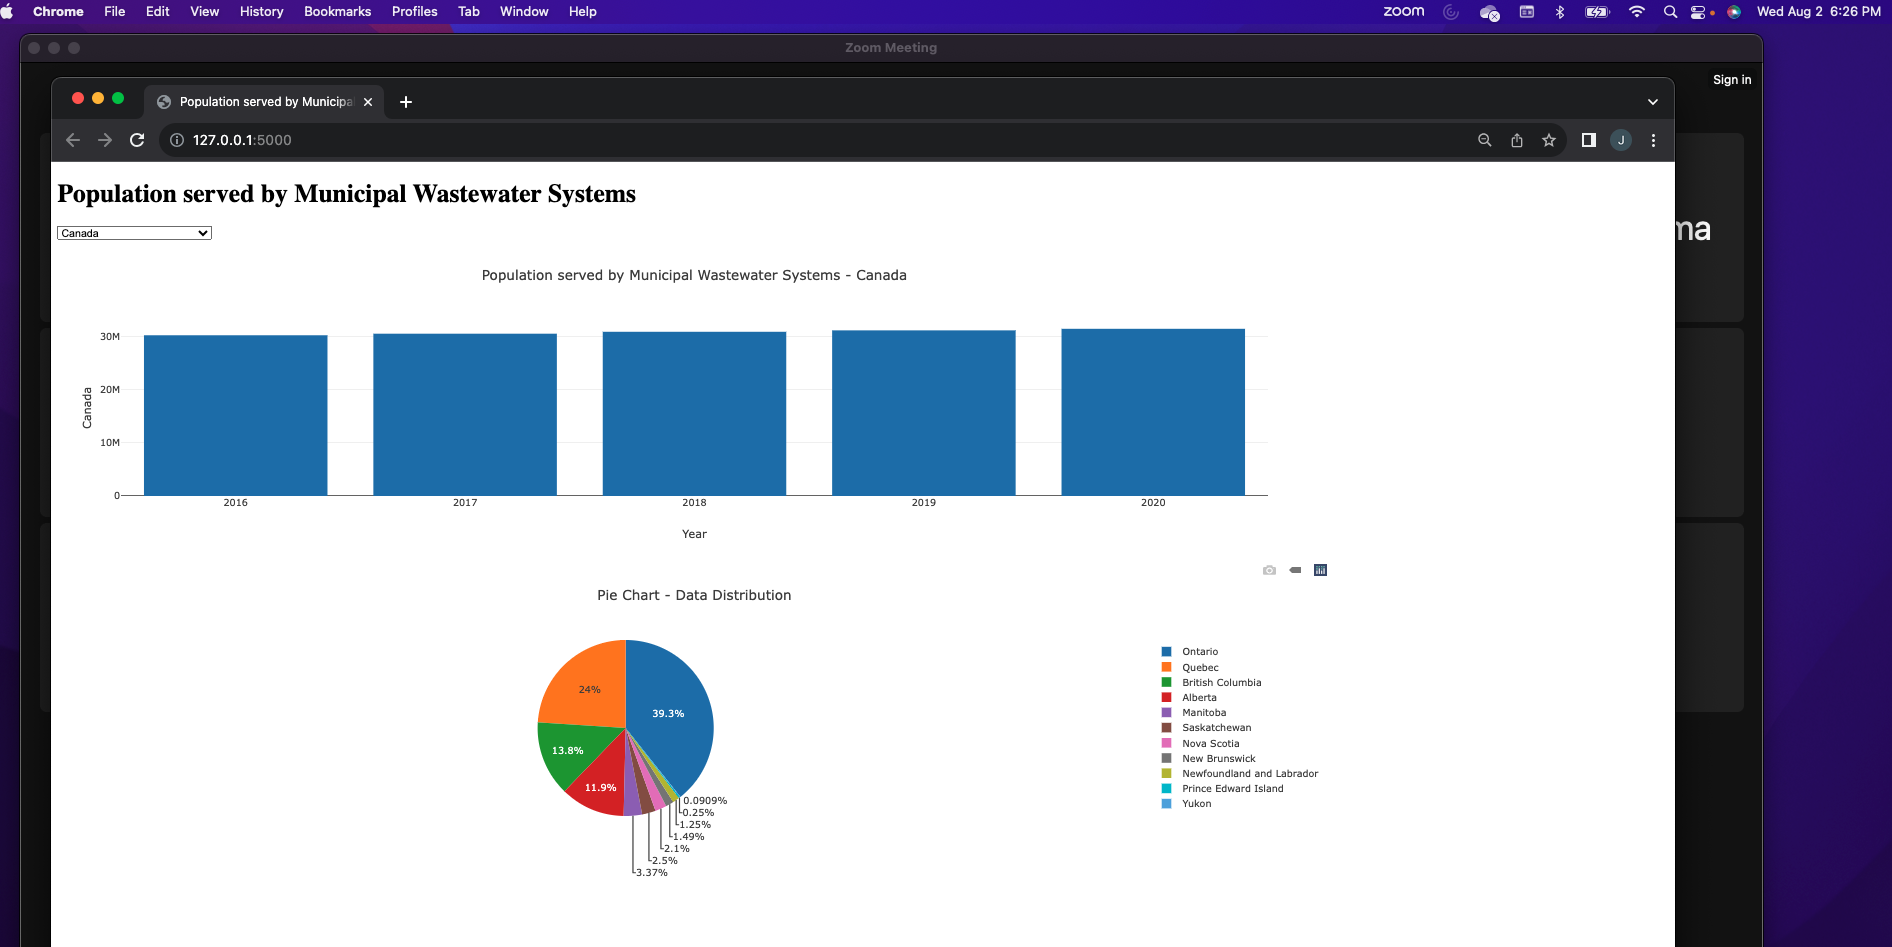 Chrome File Edit View History Bookmarks Profiles Tab Window Help zoom Wed Aug 2 6:26 PM
Zoom Meeting
Sign in
Population served by Municipa
127.0.0.1:5000
J
Population served by Municipal Wastewater Systems
ma
Canada
Population served by Municipal Wastewater Systems - Canada
30M
20M
Canada
10M
0
2016 2017 2018 2019 2020
Year
Pie Chart - Data Distribution
24%
39.3%
13.8%
11.9%
0.0909%
0.25%
1.25%
1.49%
2.1%
2.5%
3.37%
Ontario
Quebec
British Columbia
Alberta
Manitoba
Saskatchewan
Nova Scotia
New Brunswick
Newfoundland and Labrador
Prince Edward Island
Yukon